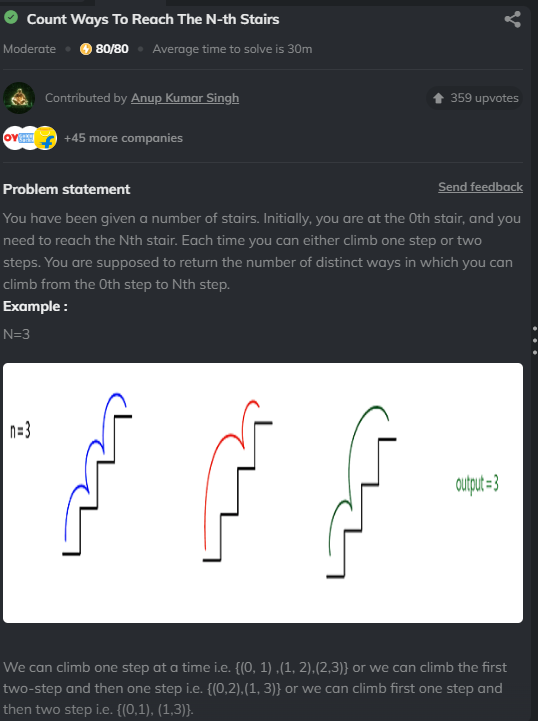 Count Ways To Reach The N-th Stairs
Moderate • 80/80 • Average time to solve is 30m
Contributed by Anup Kumar Singh 359 upvotes
OYO +45 more companies
Problem statement Send feedback
You have been given a number of stairs. Initially, you are at the 0th stair, and you
need to reach the Nth stair. Each time you can either climb one step or two
steps. You are supposed to return the number of distinct ways in which you can
climb from the 0th step to Nth step.
Example :
N=3
n=3
output = 3
We can climb one step at a time i.e. {(0, 1) ,(1, 2),(2,3)} or we can climb the first
two-step and then one step i.e. {(0,2),(1, 3)} or we can climb first one step and
then two step i.e. {(0,1), (1,3)}.